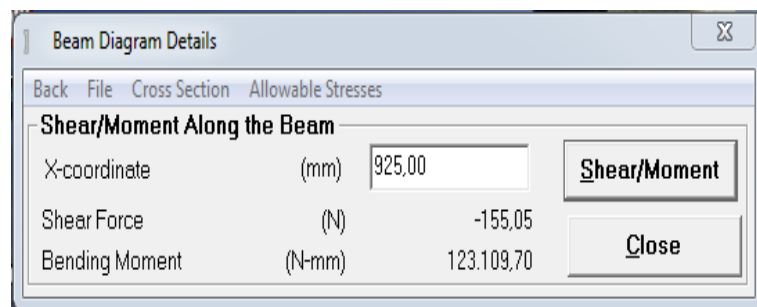 Beam Diagram Details
Back File Cross Section Allowable Stresses
Shear/Moment Along the Beam
X-coordinate (mm) 925,00 Shear/Moment
Shear Force (N) -155,05
Bending Moment (N-mm) 123.109,70 Close